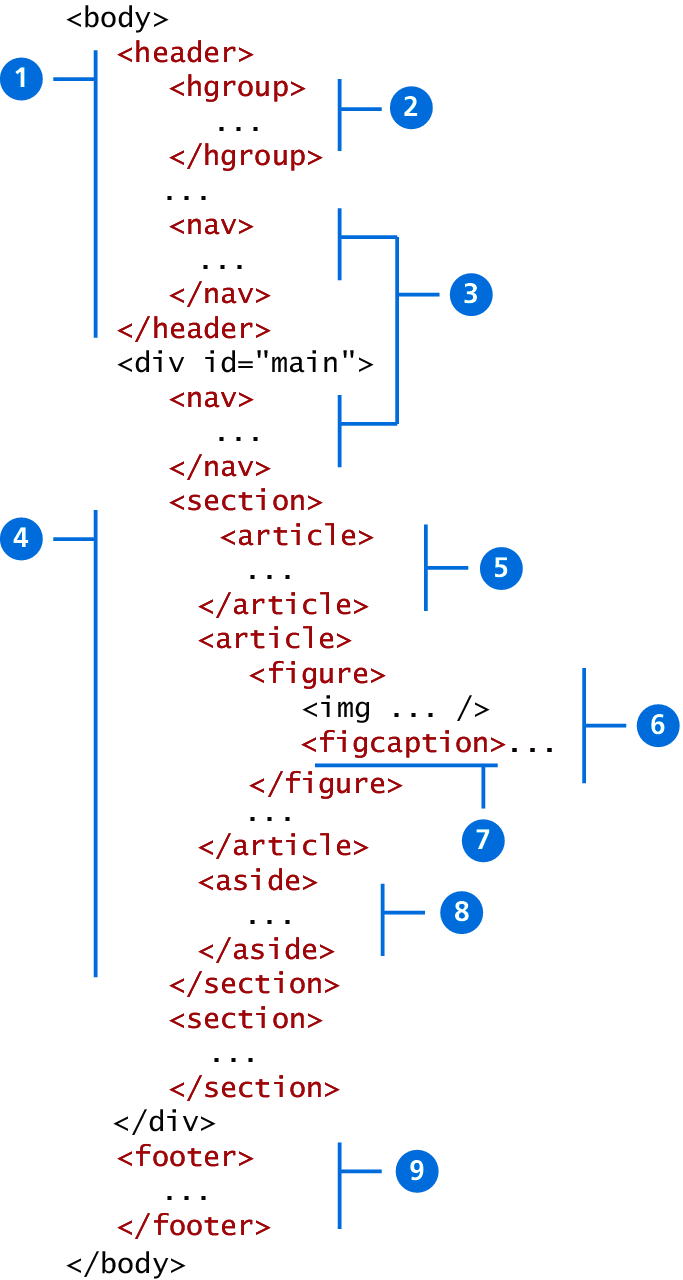 <body>
1 <header>
<hgroup> 2
...
</hgroup>
...
<nav>
...
</nav> 3
</header>
<div id="main">
<nav>
...
</nav>
<section>
4 <article>
... 5
</article>
<article>
<figure>
<img ... /> 6
<figcaption>...
</figure>
...
7
</article>
<aside>
... 8
</aside>
</section>
<section>
...
</section>
</div>
<footer>
... 9
</footer>
</body>